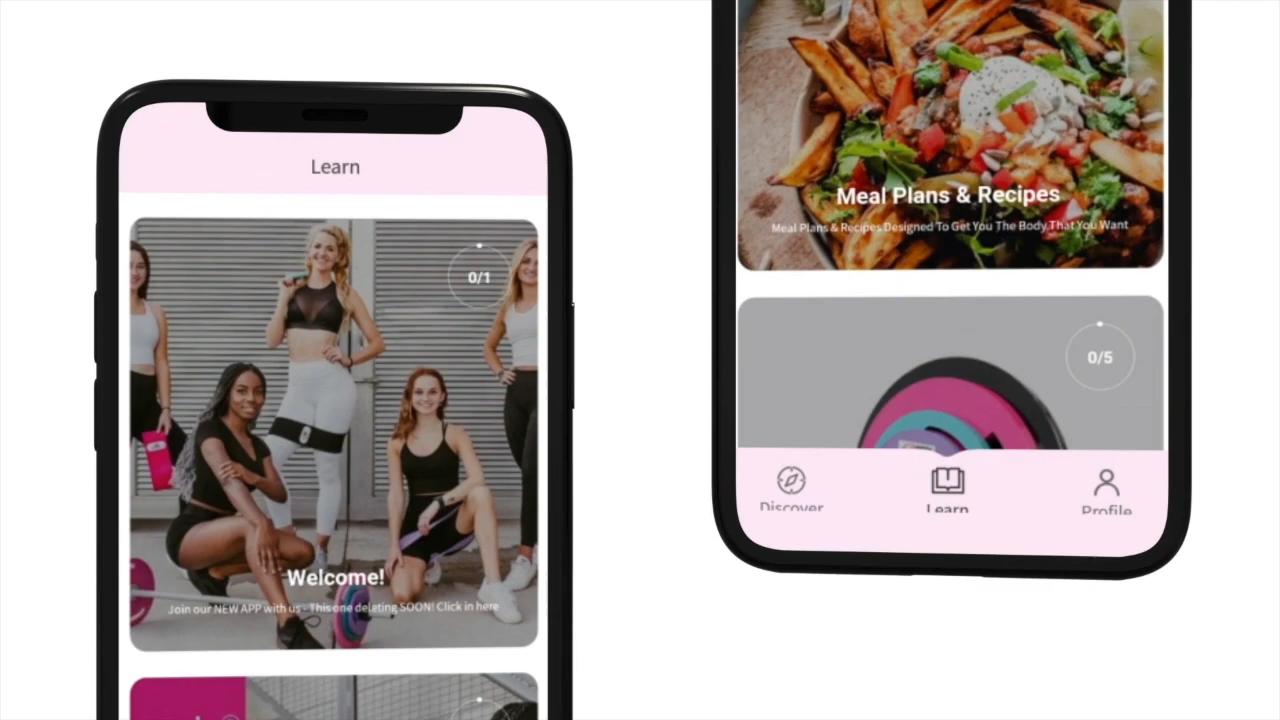 Learn
0/1
Welcome!
Join our NEW APP with us - This one deleting SOON! Click in here
Meal Plans & Recipes
Meal Plans & Recipes Designed To Get You The Body That You Want
0/5
Discover
Learn
Profile